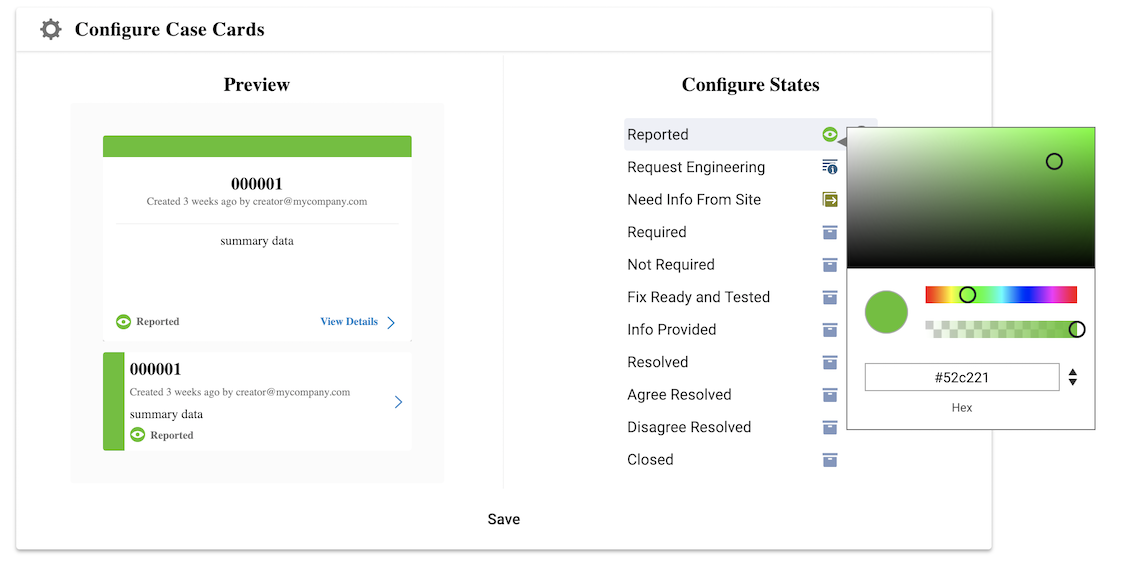 Configure Case Cards
Preview
000001
Created 3 weeks ago by creator@mycompany.com
summary data
Reported
View Details
000001
Created 3 weeks ago by creator@mycompany.com
summary data
Reported
Configure States
Reported
Request Engineering
Need Info From Site
Required
Not Required
Fix Ready and Tested
Info Provided
Resolved
Agree Resolved
Disagree Resolved
Closed
#52c221
Hex
Save